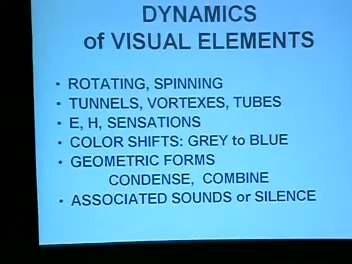 DYNAMICS
of VISUAL ELEMENTS
• ROTATING, SPINNING
• TUNNELS, VORTEXES, TUBES
• E, H, SENSATIONS
• COLOR SHIFTS: GREY to BLUE
• GEOMETRIC FORMS
CONDENSE, COMBINE
• ASSOCIATED SOUNDS or SILENCE